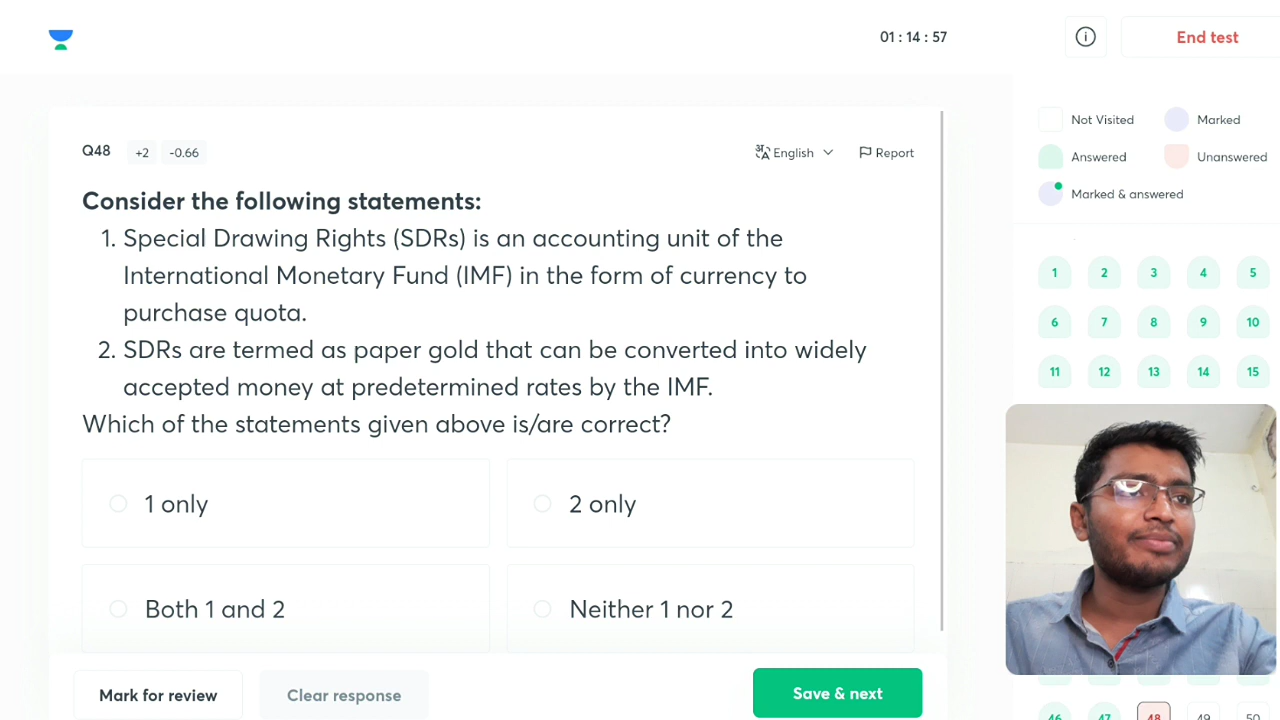 01 : 14 : 57
End test
Q48 +2 -0.66 English Report
Consider the following statements:
1. Special Drawing Rights (SDRs) is an accounting unit of the
International Monetary Fund (IMF) in the form of currency to
purchase quota.
2. SDRs are termed as paper gold that can be converted into widely
accepted money at predetermined rates by the IMF.
Which of the statements given above is/are correct?
1 only
2 only
Both 1 and 2
Neither 1 nor 2
Mark for review
Clear response
Save & next
Not Visited
Marked
Answered
Unanswered
Marked & answered
1 2 3 4 5
6 7 8 9 10
11 12 13 14 15
46 47 48 49 50